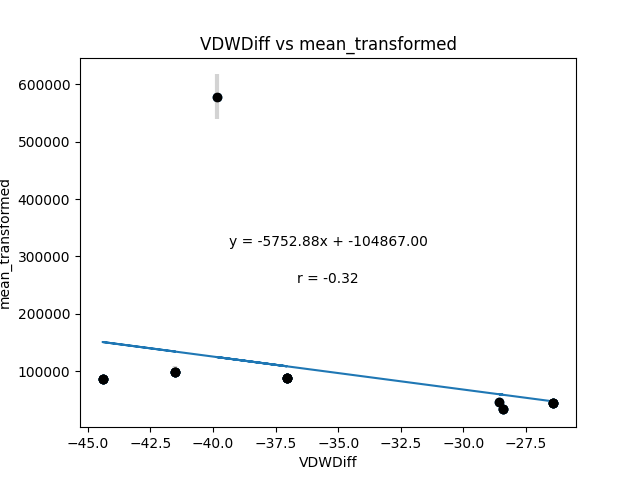 VDWDiff vs mean_transformed
600000
500000
400000
300000
200000
100000
mean_transformed
y = -5752.88x + -104867.00
r = -0.32
−45.0 −42.5 −40.0 −37.5 −35.0 −32.5 −30.0 −27.5
VDWDiff